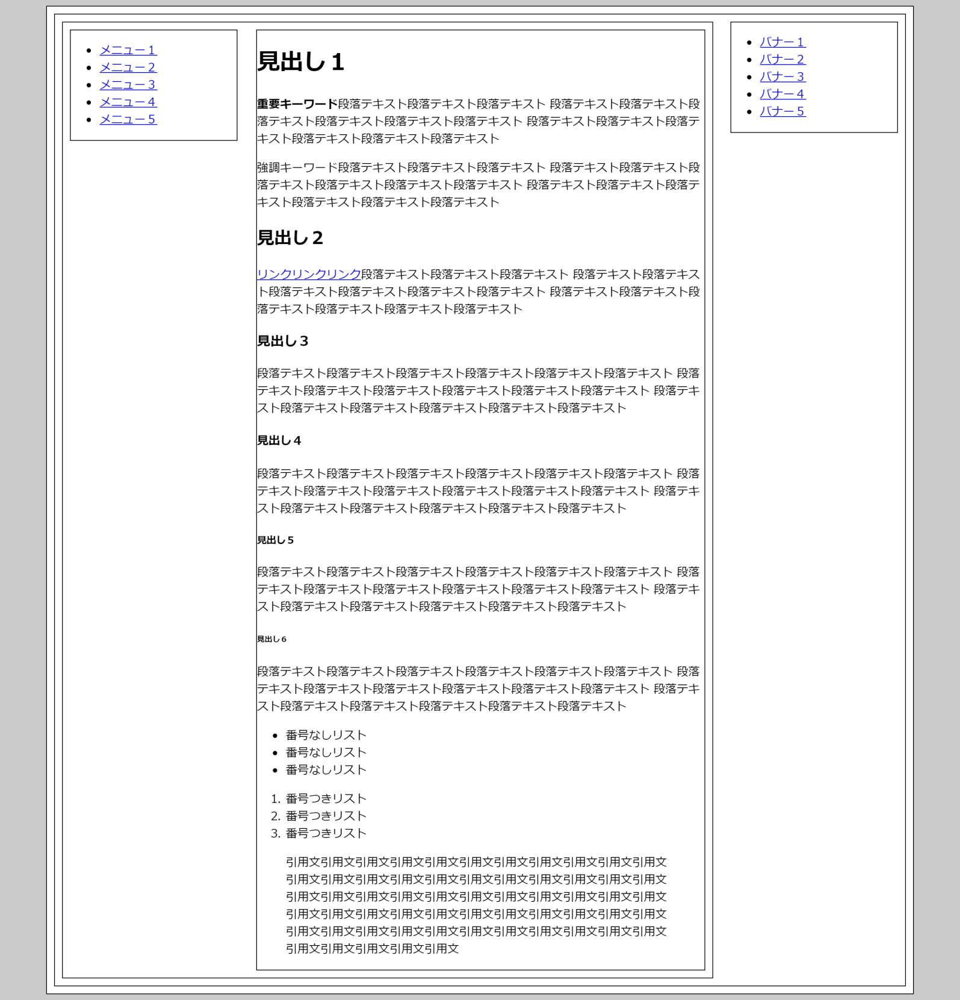 メニュー１
メニュー２
メニュー３
メニュー４
メニュー５
見出し１
重要キーワード段落テキスト段落テキスト段落テキスト 段落テキスト段落テキスト段
落テキスト段落テキスト段落テキスト段落テキスト 段落テキスト段落テキスト段落テ
キスト段落テキスト段落テキスト段落テキスト
強調キーワード段落テキスト段落テキスト段落テキスト 段落テキスト段落テキスト段
落テキスト段落テキスト段落テキスト段落テキスト 段落テキスト段落テキスト段落テ
キスト段落テキスト段落テキスト段落テキスト
見出し２
リンクリンクリンク段落テキスト段落テキスト段落テキスト 段落テキスト段落テキス
ト段落テキスト段落テキスト段落テキスト段落テキスト 段落テキスト段落テキスト段
落テキスト段落テキスト段落テキスト段落テキスト
見出し３
段落テキスト段落テキスト段落テキスト段落テキスト段落テキスト段落テキスト 段落
テキスト段落テキスト段落テキスト段落テキスト段落テキスト段落テキスト 段落テキ
スト段落テキスト段落テキスト段落テキスト段落テキスト段落テキスト
見出し４
段落テキスト段落テキスト段落テキスト段落テキスト段落テキスト段落テキスト 段落
テキスト段落テキスト段落テキスト段落テキスト段落テキスト段落テキスト 段落テキ
スト段落テキスト段落テキスト段落テキスト段落テキスト段落テキスト
見出し５
段落テキスト段落テキスト段落テキスト段落テキスト段落テキスト段落テキスト 段落
テキスト段落テキスト段落テキスト段落テキスト段落テキスト段落テキスト 段落テキ
スト段落テキスト段落テキスト段落テキスト段落テキスト段落テキスト
見出し６
段落テキスト段落テキスト段落テキスト段落テキスト段落テキスト段落テキスト 段落
テキスト段落テキスト段落テキスト段落テキスト段落テキスト段落テキスト 段落テキ
スト段落テキスト段落テキスト段落テキスト段落テキスト段落テキスト
番号なしリスト
番号なしリスト
番号なしリスト
1. 番号つきリスト
2. 番号つきリスト
3. 番号つきリスト
引用文引用文引用文引用文引用文引用文引用文引用文引用文引用文引用文
引用文引用文引用文引用文引用文引用文引用文引用文引用文引用文引用文
引用文引用文引用文引用文引用文引用文引用文引用文引用文引用文引用文
引用文引用文引用文引用文引用文引用文引用文引用文引用文引用文引用文
引用文引用文引用文引用文引用文引用文引用文引用文引用文引用文引用文
引用文引用文引用文引用文引用文
バナー１
バナー２
バナー３
バナー４
バナー５